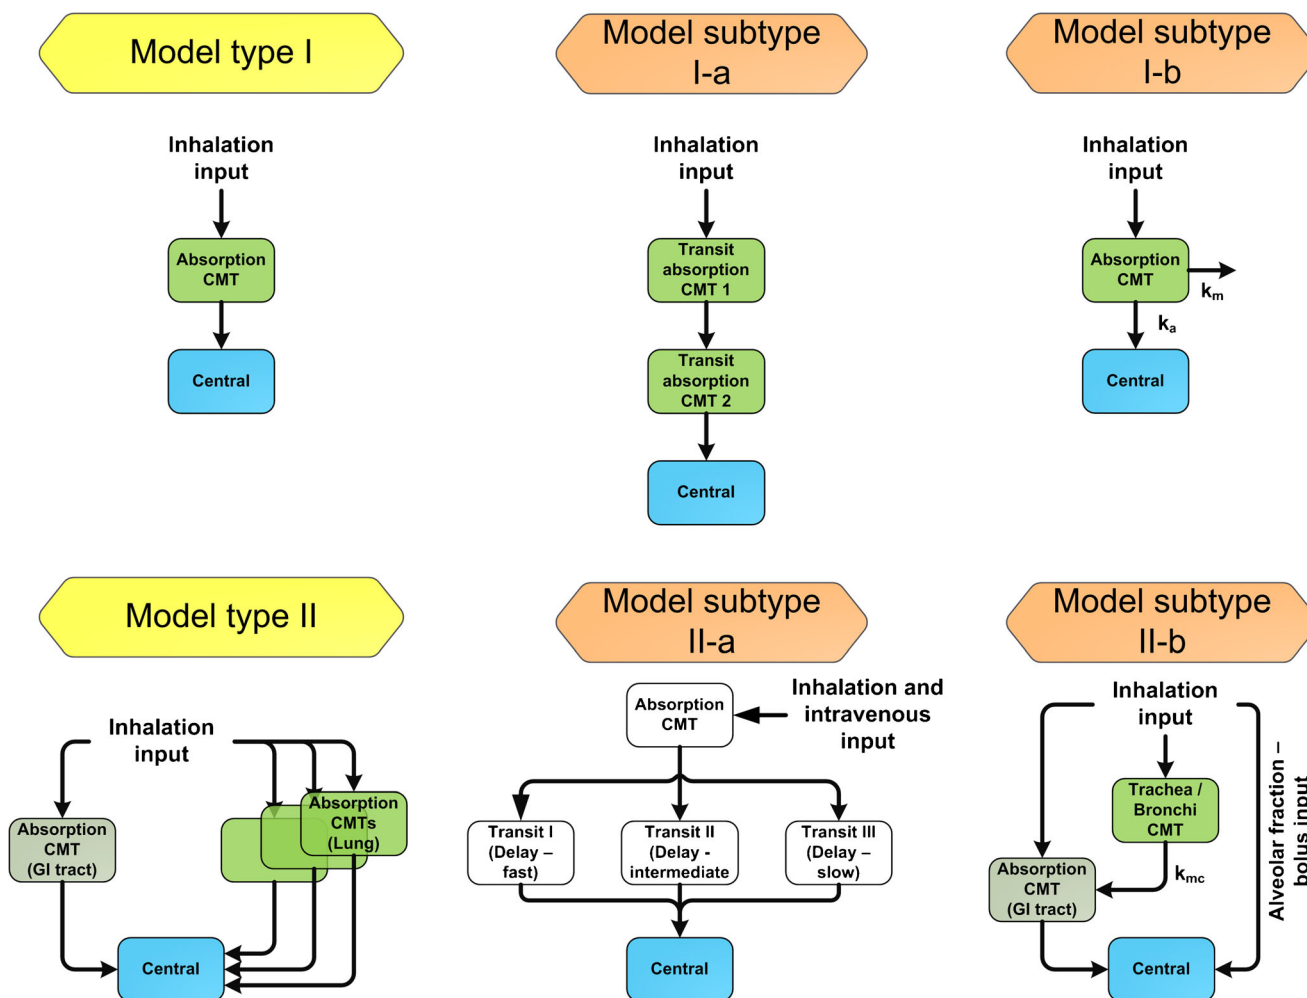 Model type I
Inhalation
input
Absorption
CMT
Central
Model subtype
I-a
Inhalation
input
Transit
absorption
CMT 1
Transit
absorption
CMT 2
Central
Model subtype
I-b
Inhalation
input
Absorption
CMT
km
ka
Central
Model type II
Inhalation
input
Absorption
CMT
(GI tract)
Absorption
CMTs
(Lung)
Central
Model subtype
II-a
Inhalation and
intravenous
input
Absorption
CMT
Transit I
(Delay –
fast)
Transit II
(Delay -
intermediate
Transit III
(Delay –
slow)
Central
Model subtype
II-b
Inhalation
input
Trachea /
Bronchi
CMT
kmc
Absorption
CMT
(GI tract)
Alveolar fraction –
bolus input
Central